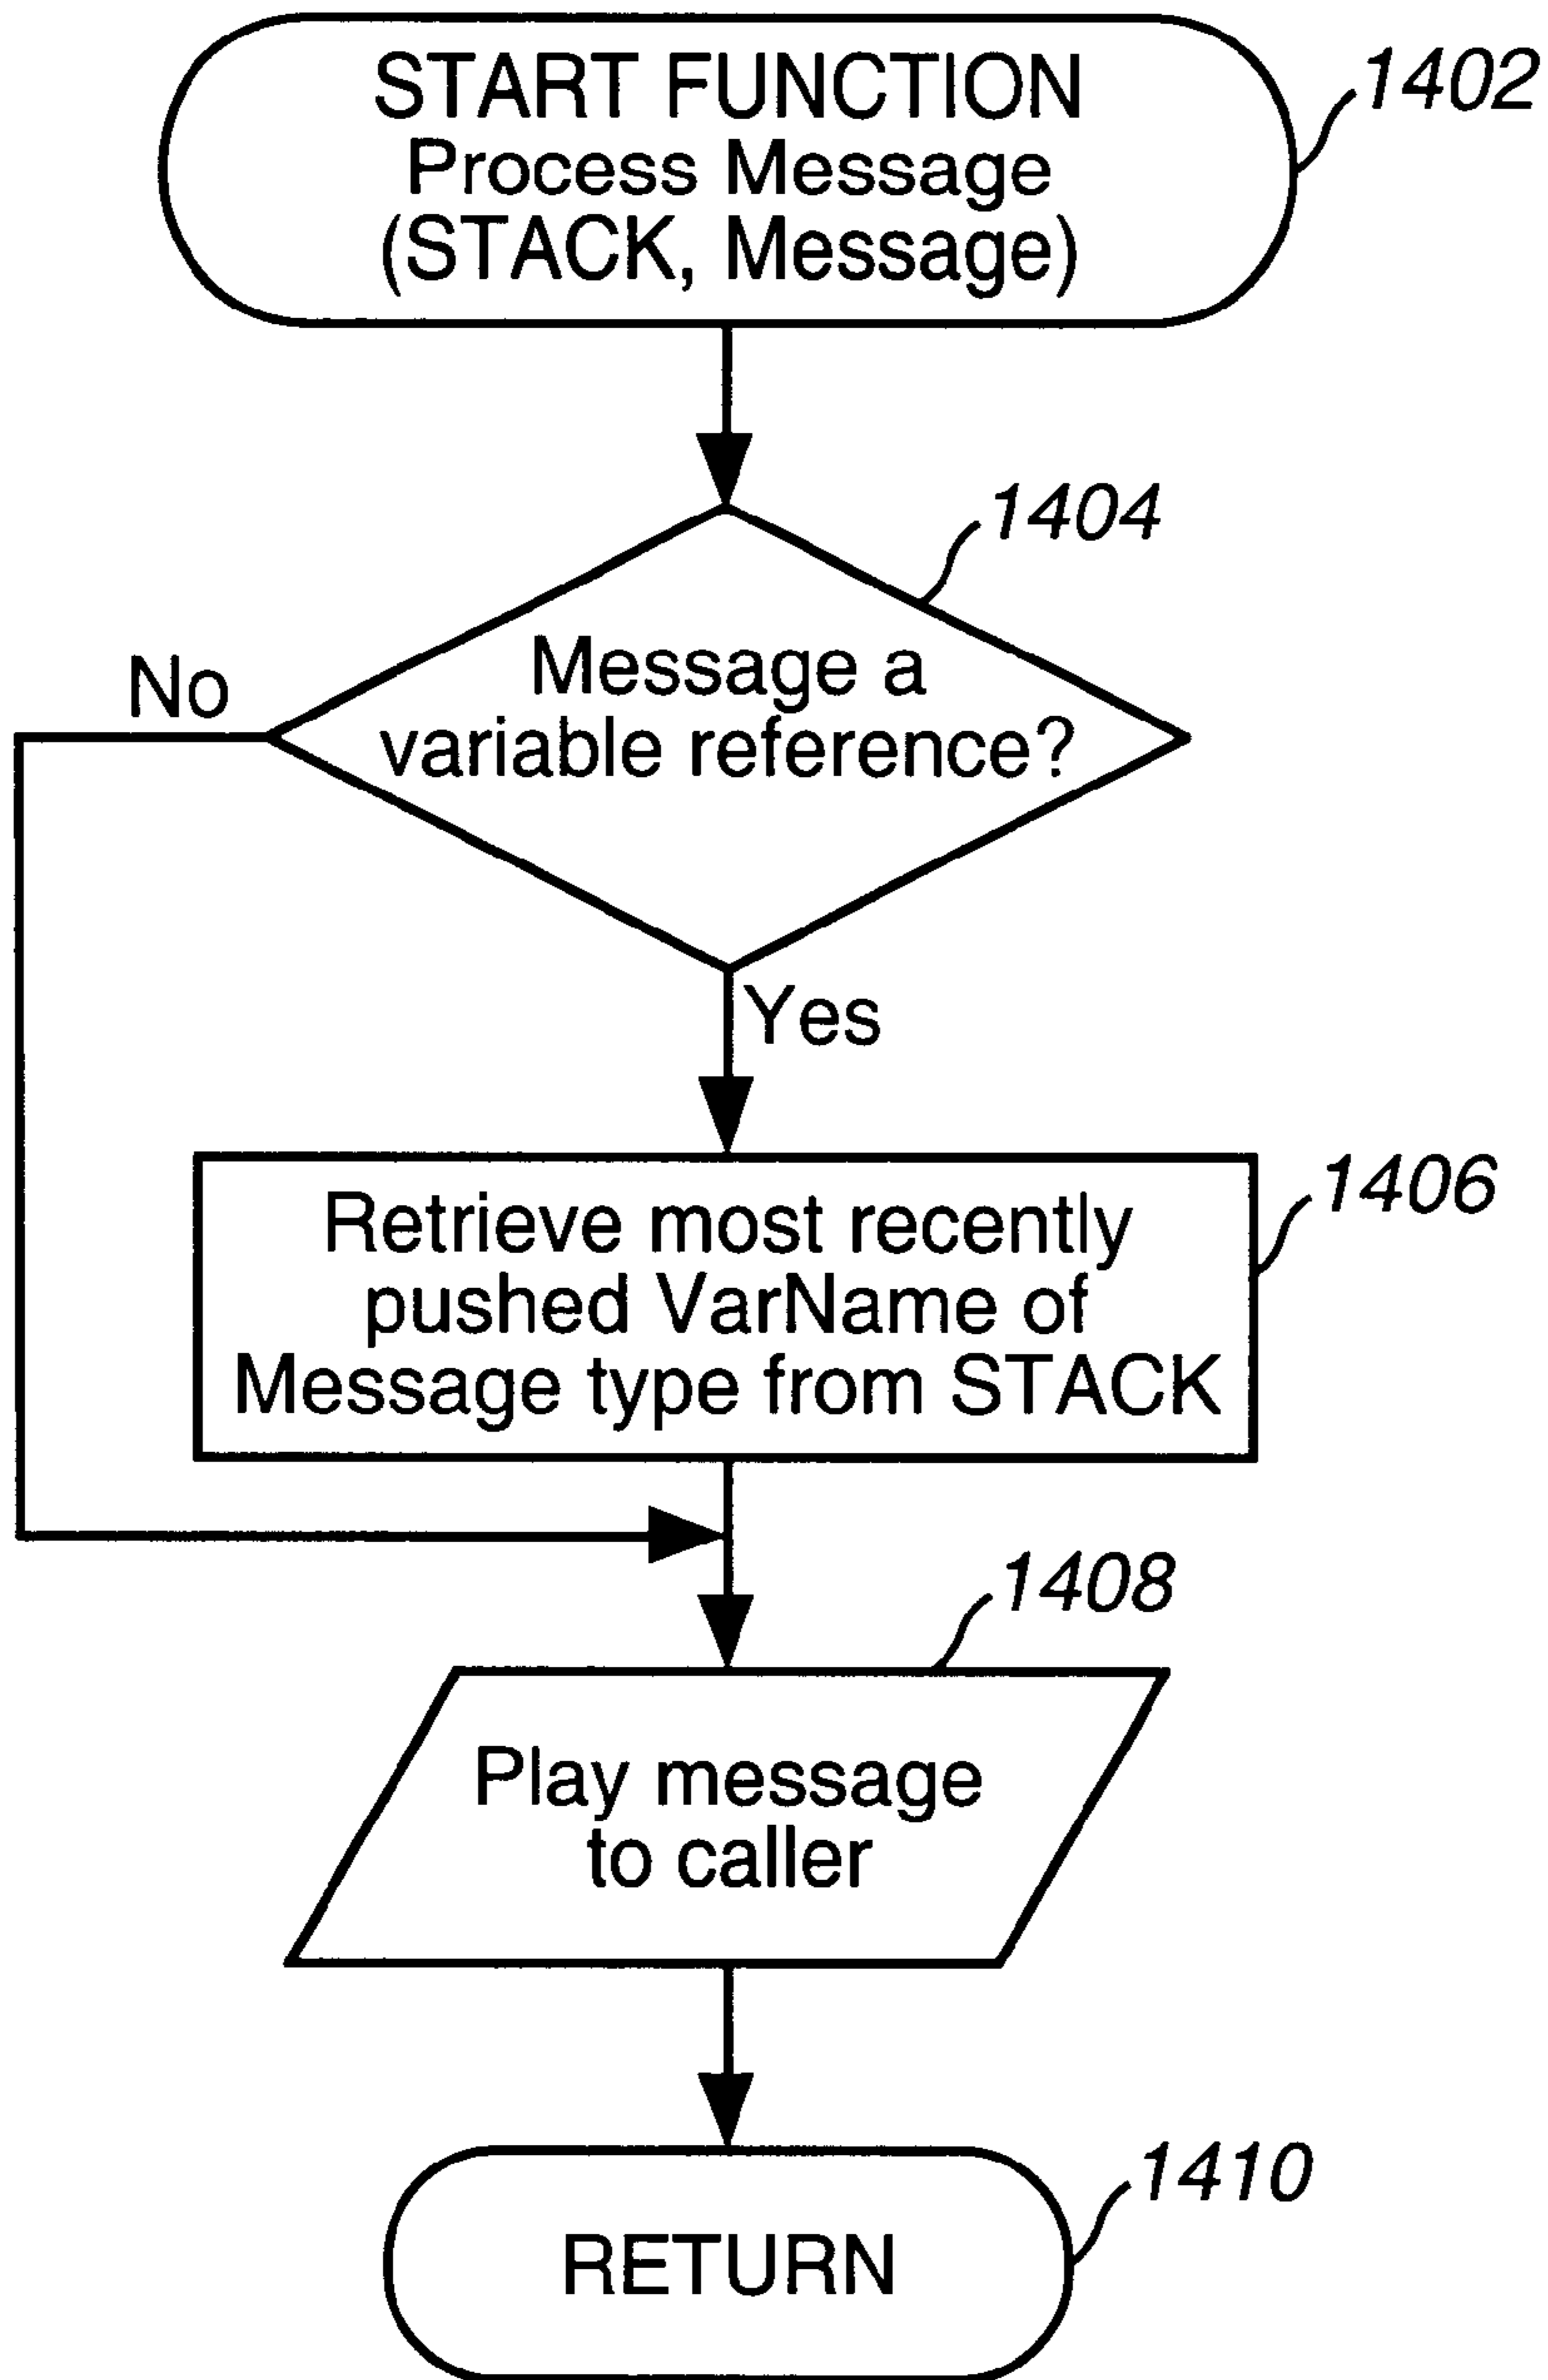 START FUNCTION
Process Message
(STACK, Message)
1402
1404
Message a
variable reference?
No
Yes
1406
Retrieve most recently
pushed VarName of
Message type from STACK
1408
Play message
to caller
1410
RETURN